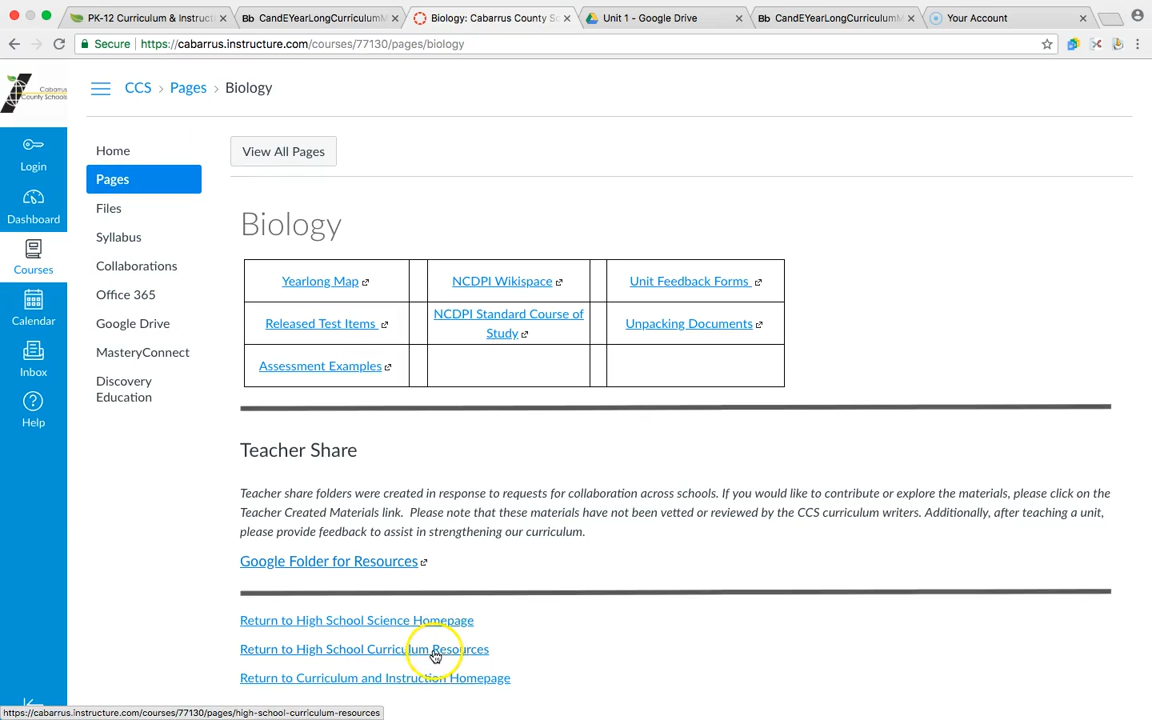 PK-12 Curriculum & Instruct
CandEYearLongCurriculumM
Biology: Cabarrus County Sc
Unit 1 - Google Drive
CandEYearLongCurriculumM
Your Account
Secure
https://cabarrus.instructure.com/courses/77130/pages/biology
Cabarrus
County Schools
CCS > Pages > Biology
Login
Dashboard
Courses
Calendar
Inbox
Help
Home
Pages
Files
Syllabus
Collaborations
Office 365
Google Drive
MasteryConnect
Discovery
Education
View All Pages
Biology
Yearlong Map
NCDPI Wikispace
Unit Feedback Forms
Released Test Items
NCDPI Standard Course of
Study
Unpacking Documents
Assessment Examples
Teacher Share
Teacher share folders were created in response to requests for collaboration across schools. If you would like to contribute or explore the materials, please click on the
Teacher Created Materials link. Please note that these materials have not been vetted or reviewed by the CCS curriculum writers. Additionally, after teaching a unit,
please provide feedback to assist in strengthening our curriculum.
Google Folder for Resources
Return to High School Science Homepage
Return to High School Curriculum Resources
Return to Curriculum and Instruction Homepage
https://cabarrus.instructure.com/courses/77130/pages/high-school-curriculum-resources